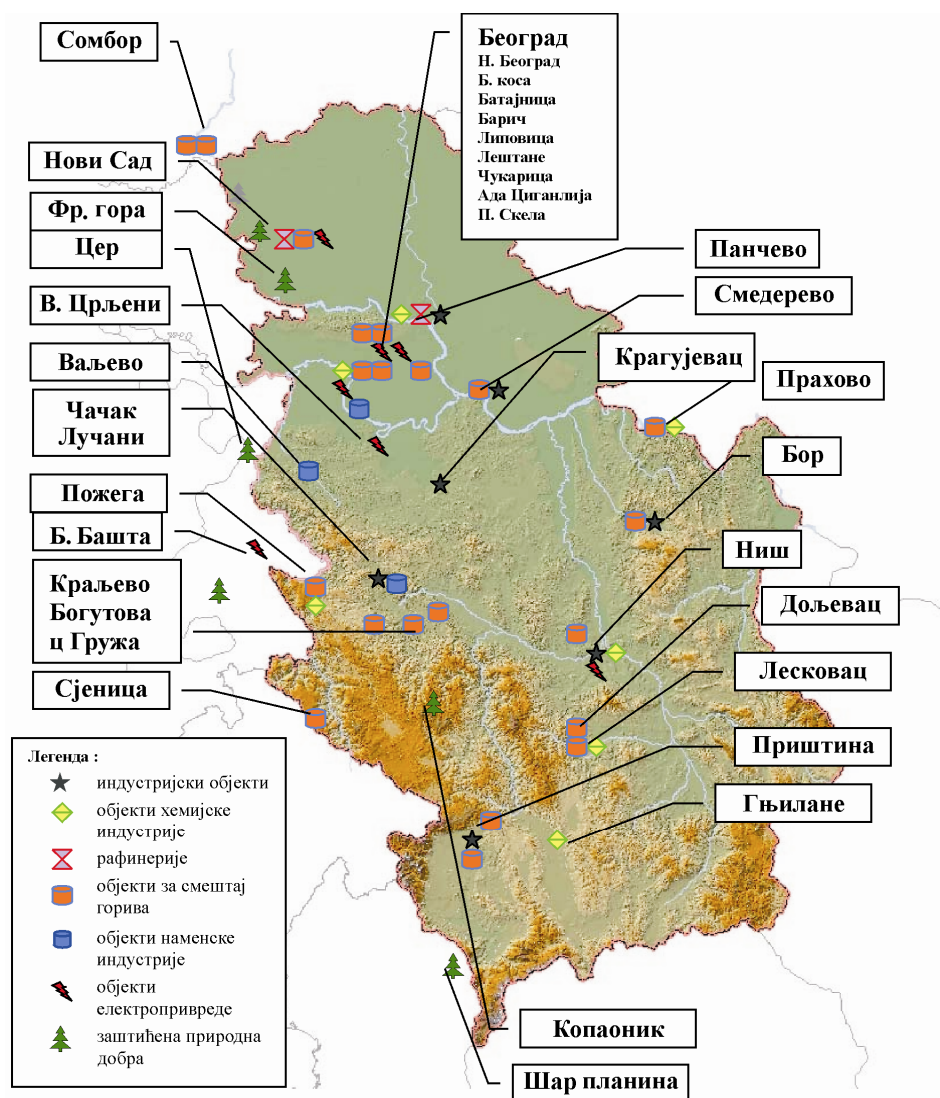 Сомбор
Београд
Н. Београд
Б. коса
Батајница
Барич
Липовица
Лештане
Чукарица
Ада Циганлија
П. Скела
Нови Сад
Фр. гора
Цер
В. Црљени
Ваљево
Чачак
Лучани
Пожега
Б. Башта
Краљево
Богутова
ц Гружа
Сјеница
Панчево
Смедерево
Крагујевац
Прахово
Бор
Ниш
Дољевац
Лесковац
Приштина
Гњилане
Копаоник
Шар планина
Легенда :
индустријски објекти
објекти хемијске
индустрије
рафинерије
објекти за смештај
горива
објекти наменске
индустрије
објекти
електропривреде
заштићена природна
добра